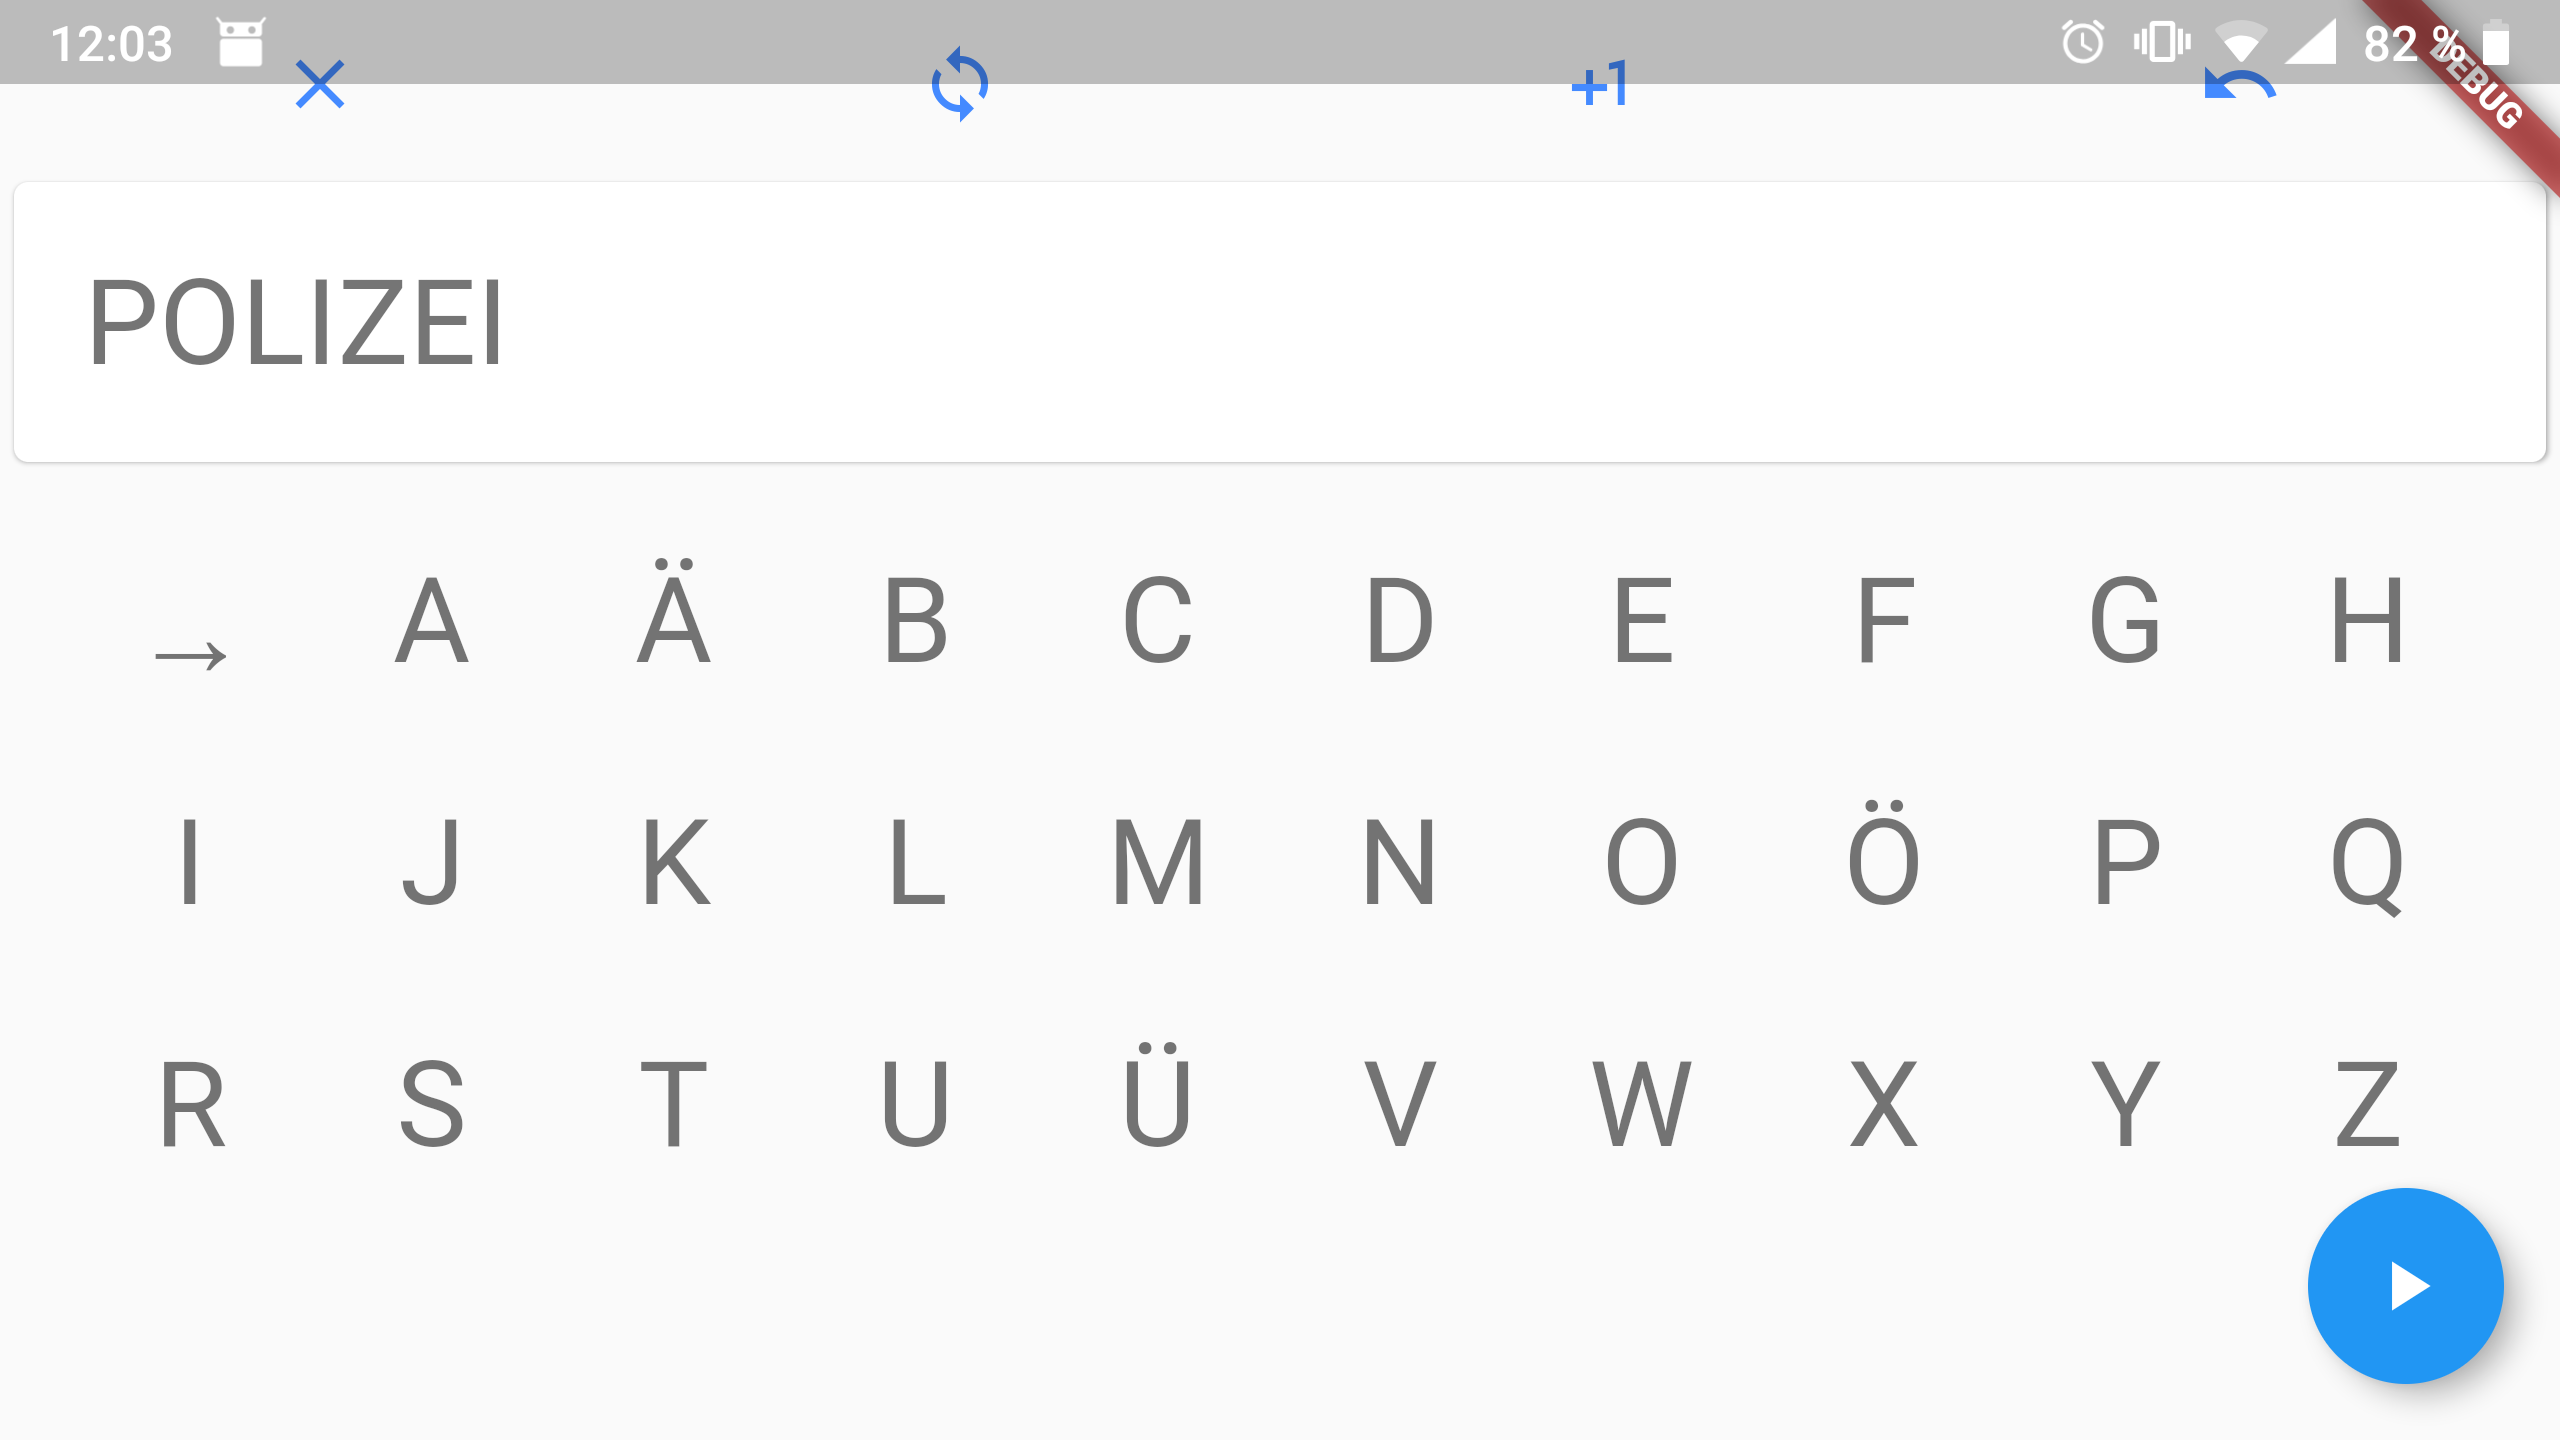 12:03 82 %
DEBUG
+1
POLIZEI
→ A Ä B C D E F G H
I J K L M N O Ö P Q
R S T U Ü V W X Y Z